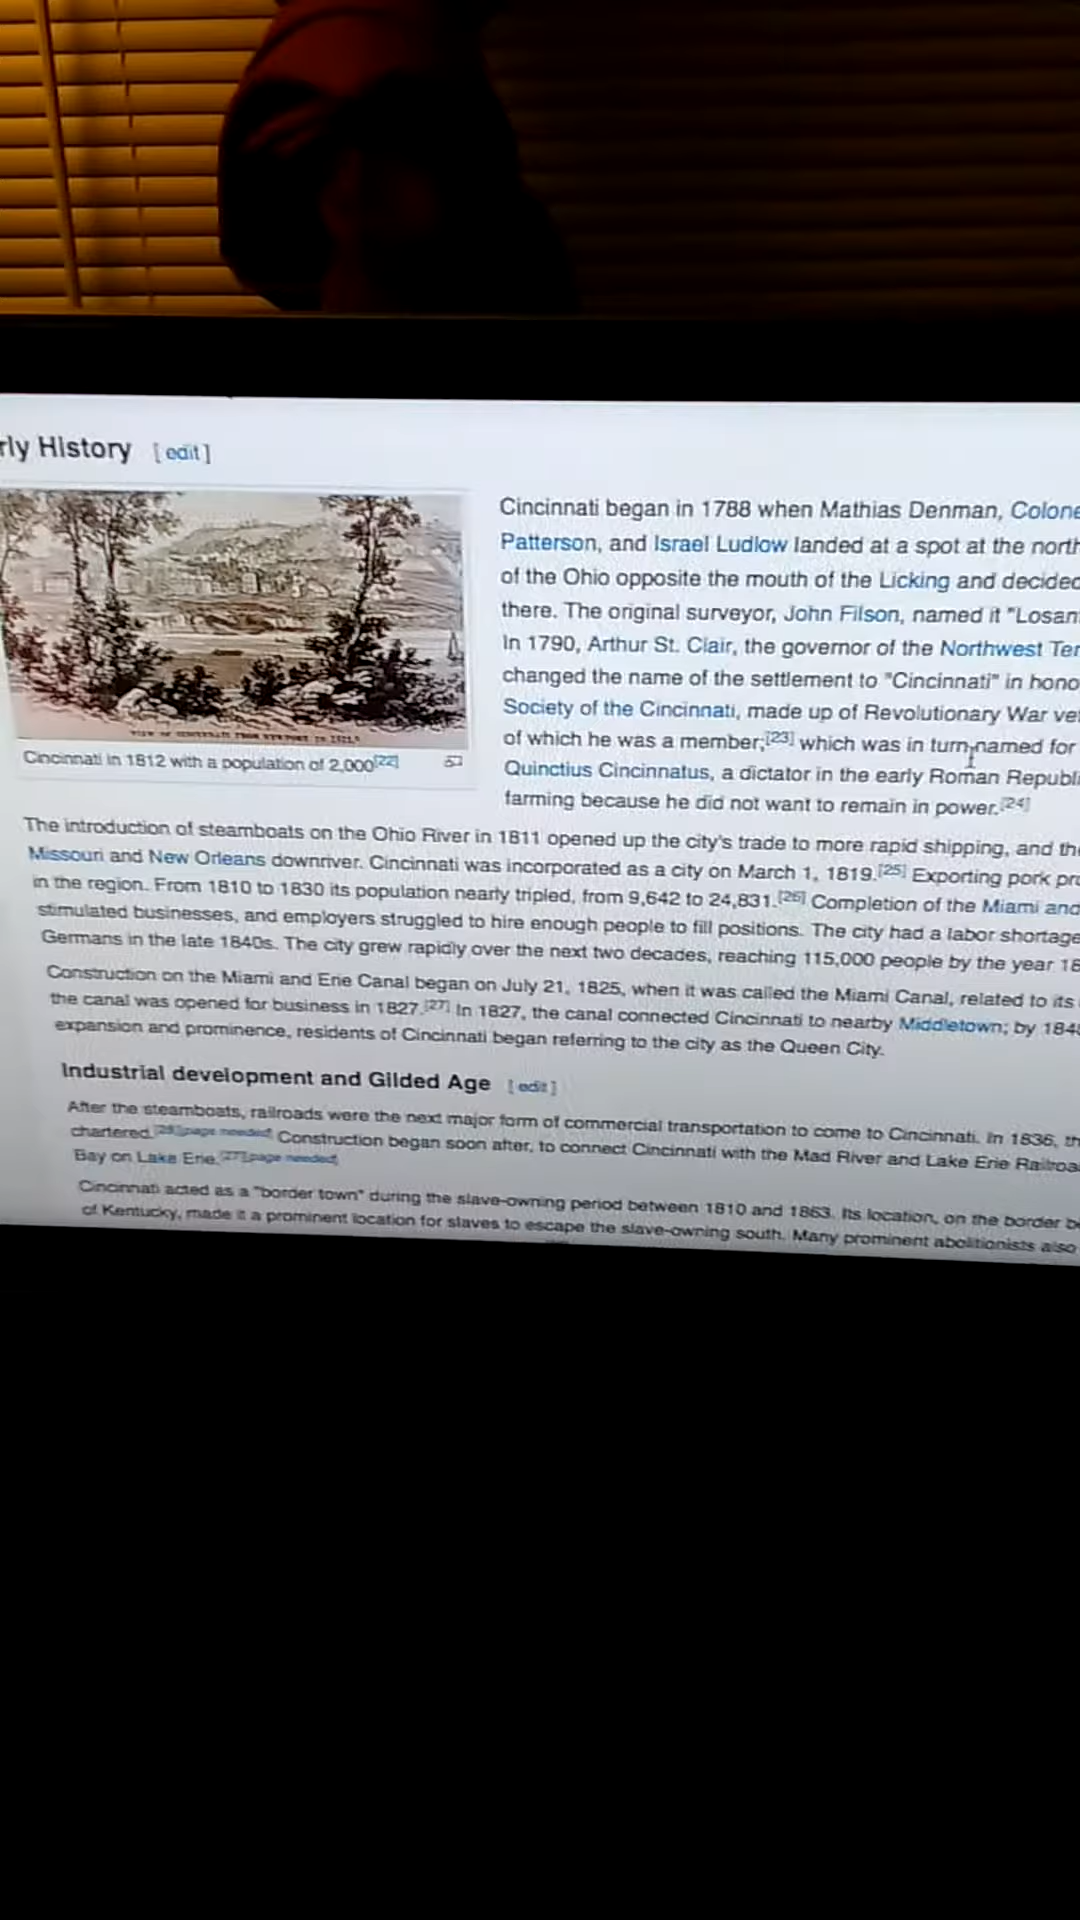 rly History [ edit ]
Cincinnati began in 1788 when Mathias Denman, Colone
Patterson, and Israel Ludlow landed at a spot at the north
of the Ohio opposite the mouth of the Licking and decided
there. The original surveyor, John Filson, named it "Losan
In 1790, Arthur St. Clair, the governor of the Northwest Ter
changed the name of the settlement to "Cincinnati" in hono
Society of the Cincinnati, made up of Revolutionary War vet
of which he was a member;[23] which was in turn named for
Quinctius Cincinnatus, a dictator in the early Roman Republi
farming because he did not want to remain in power.[24]
VIEW OF CINCINNATI FROM NEWPORT IN
Cincinnati in 1812 with a population of 2,000[22]
The introduction of steamboats on the Ohio River in 1811 opened up the city's trade to more rapid shipping, and the
Missouri and New Orleans downriver. Cincinnati was incorporated as a city on March 1, 1819.[25] Exporting pork pro
in the region. From 1810 to 1830 its population nearly tripled, from 9,642 to 24,831.[26] Completion of the Miami and
stimulated businesses, and employers struggled to hire enough people to fill positions. The city had a labor shortage
Germans in the late 1840s. The city grew rapidly over the next two decades, reaching 115,000 people by the year 18
Construction on the Miami and Erie Canal began on July 21, 1825, when it was called the Miami Canal, related to its
the canal was opened for business in 1827.[27] In 1827, the canal connected Cincinnati to nearby Middletown; by 184
expansion and prominence, residents of Cincinnati began referring to the city as the Queen City.
Industrial development and Gilded Age [ edit ]
After the steamboats, railroads were the next major form of commercial transportation to come to Cincinnati. In 1836, th
chartered.[28][page needed] Construction began soon after, to connect Cincinnati with the Mad River and Lake Erie Railroa
Bay on Lake Erie.[27][page needed]
Cincinnati acted as a "border town" during the slave-owning period between 1810 and 1863. Its location, on the border be
of Kentucky, made it a prominent location for slaves to escape the slave-owning south. Many prominent abolitionists also